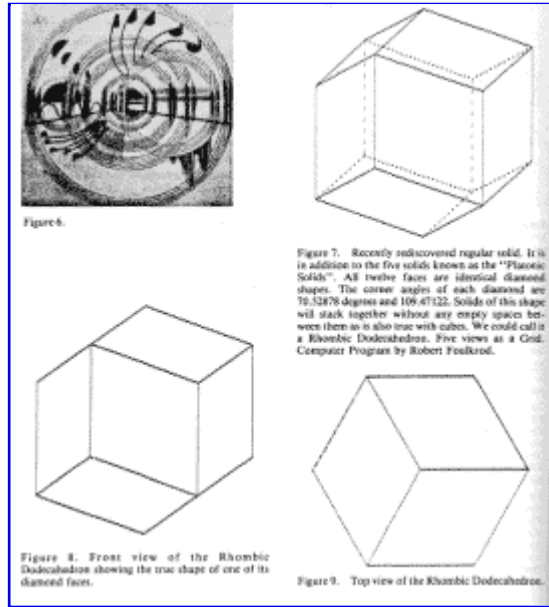 Figure 6.
Figure 7. Recently rediscovered regular solid. It is
in addition to the five solids known as the "Platonic
Solids". All twelve faces are identical diamond
shapes. The corner angles of each diamond are
70.52878 degrees and 109.47122. Solids of this shape
will stack together without any empty spaces bet-
ween them as is also true with cubes. We could call it
a Rhombic Dodecahedron. Five views as a Grid.
Computer Program by Robert Foulkrod.
Figure 8. Front view of the Rhombic
Dodecahedron showing the true shape of one of its
diamond faces.
Figure 9. Top view of the Rhombic Dodecahedron.